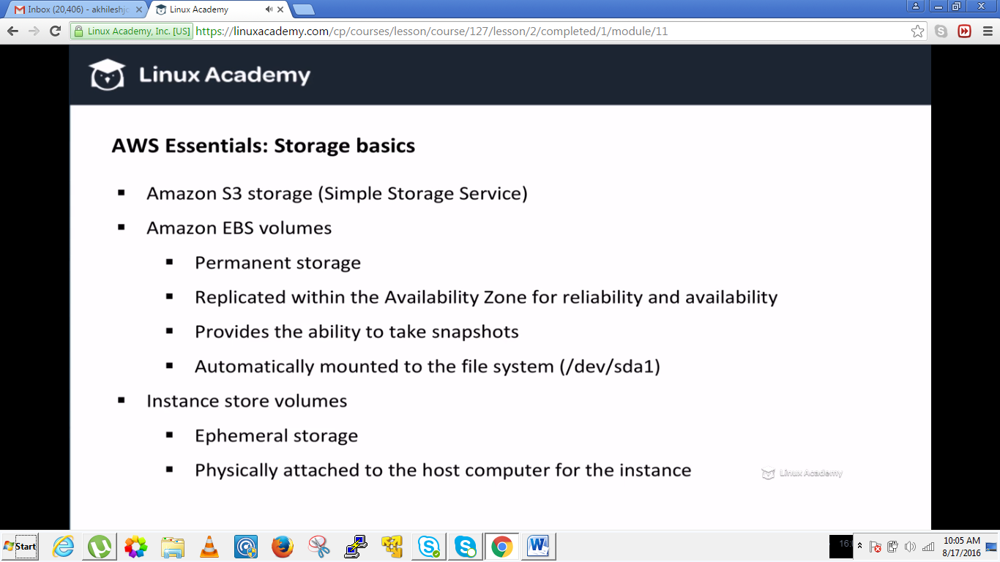 Inbox (20,406) - akhileshjc
Linux Academy
Linux Academy, Inc. [US]
https://linuxacademy.com/cp/courses/lesson/course/127/lesson/2/completed/1/module/11
Linux Academy
AWS Essentials: Storage basics
▪ Amazon S3 storage (Simple Storage Service)
▪ Amazon EBS volumes
▪ Permanent storage
▪ Replicated within the Availability Zone for reliability and availability
▪ Provides the ability to take snapshots
▪ Automatically mounted to the file system (/dev/sda1)
▪ Instance store volumes
▪ Ephemeral storage
▪ Physically attached to the host computer for the instance
Linux Academy
Start
10:05 AM
8/17/2016